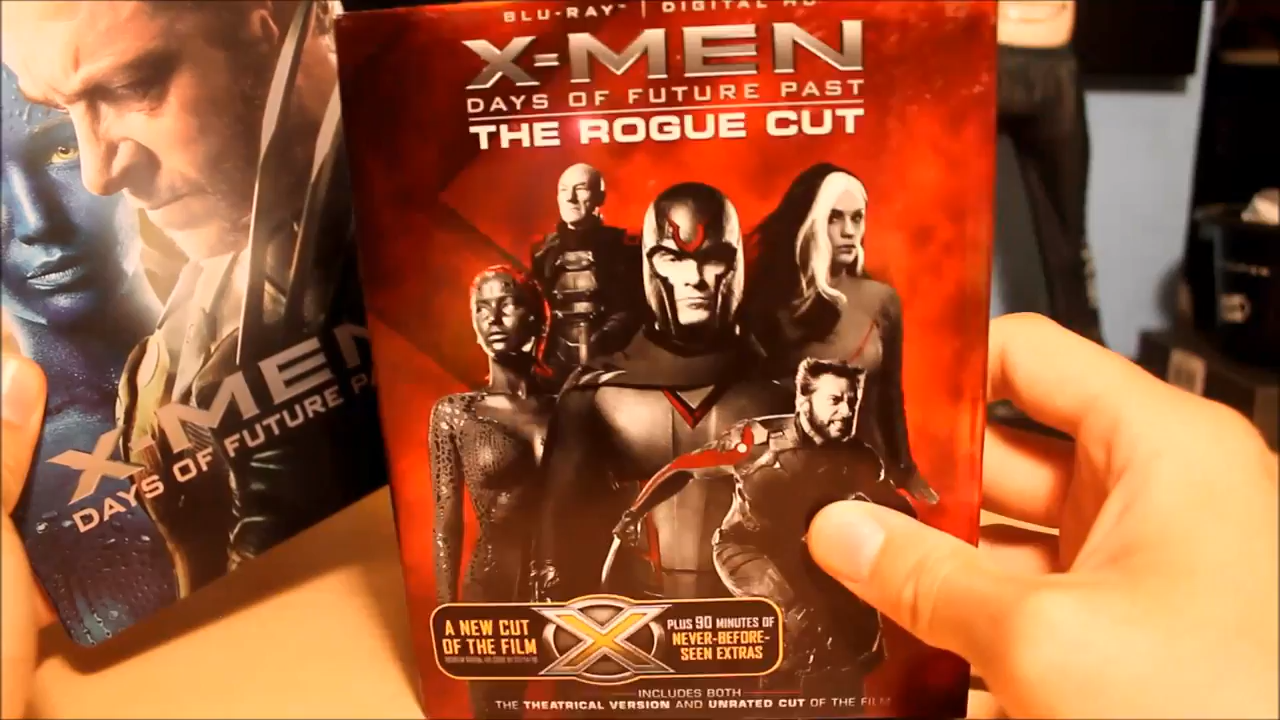 BLU-RAY™ | DIGITAL HD
X-MEN
DAYS OF FUTURE PAST
THE ROGUE CUT
X-MEN
DAYS OF FUTURE
A NEW CUT
OF THE FILM
PLUS 90 MINUTES OF
NEVER-BEFORE-
SEEN EXTRAS
INCLUDES BOTH
THE THEATRICAL VERSION AND UNRATED CUT OF THE FILM